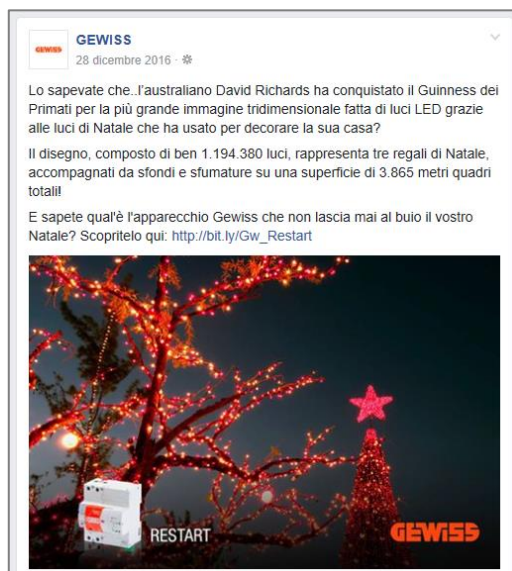 GEWISS
GEWISS
28 dicembre 2016 ·
Lo sapevate che..l'australiano David Richards ha conquistato il Guinness dei
Primati per la più grande immagine tridimensionale fatta di luci LED grazie
alle luci di Natale che ha usato per decorare la sua casa?
Il disegno, composto di ben 1.194.380 luci, rappresenta tre regali di Natale,
accompagnati da sfondi e sfumature su una superficie di 3.865 metri quadri
totali!
E sapete qual'è l'apparecchio Gewiss che non lascia mai al buio il vostro
Natale? Scopritelo qui: http://bit.ly/Gw_Restart
RESTART
GEWISS